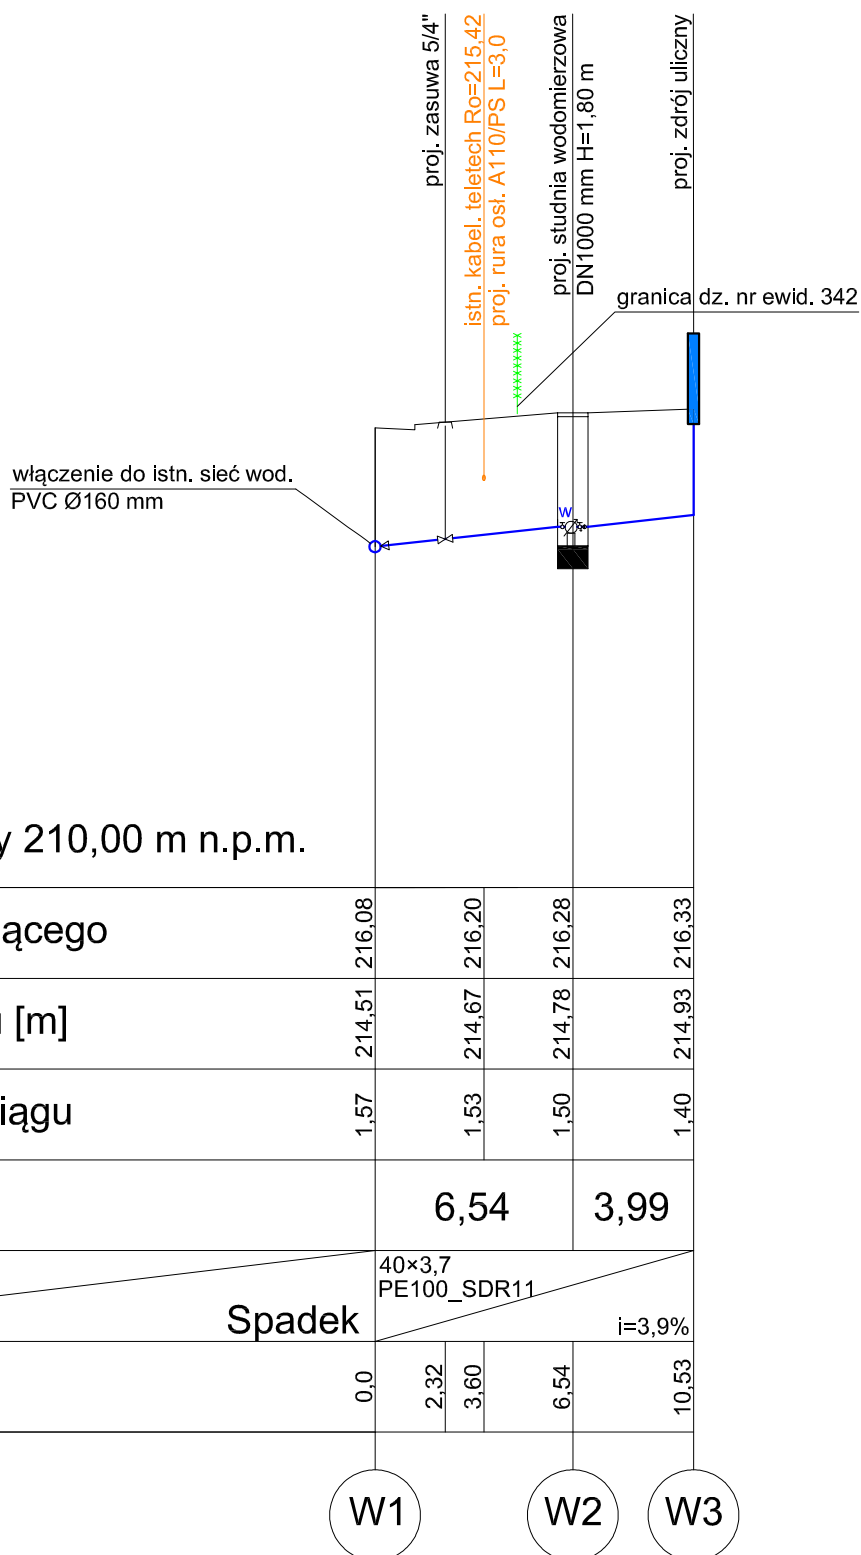 proj. zasuwa 5/4"
istn. kabel. teletech Ro=215,42
proj. rura osł. A110/PS L=3,0
proj. studnia wodomierzowa
DN1000 mm H=1,80 m
proj. zdrój uliczny
granica dz. nr ewid. 342
włączenie do istn. sieć wod.
PVC Ø160 mm
W
y 210,00 m n.p.m.
ącego 216,08 216,20 216,28 216,33
u [m] 214,51 214,67 214,78 214,93
iągu 1,57 1,53 1,50 1,40
6,54 3,99
40×3,7
PE100_SDR11
Spadek i=3,9%
0,0 2,32 3,60 6,54 10,53
W1 W2 W3